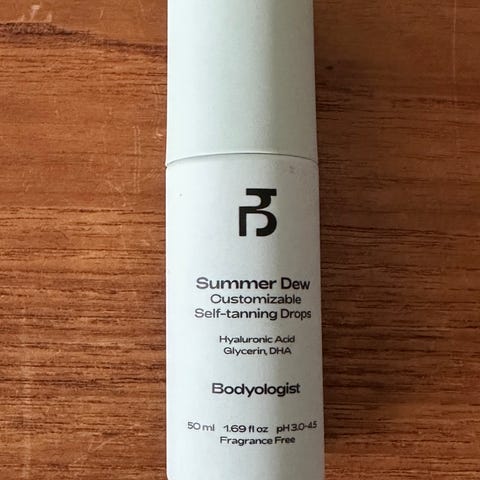 B
Summer Dew
Customizable
Self-tanning Drops
Hyaluronic Acid
Glycerin, DHA
Bodyologist
50 ml 1.69 fl oz pH 3.0-4.5
Fragrance Free